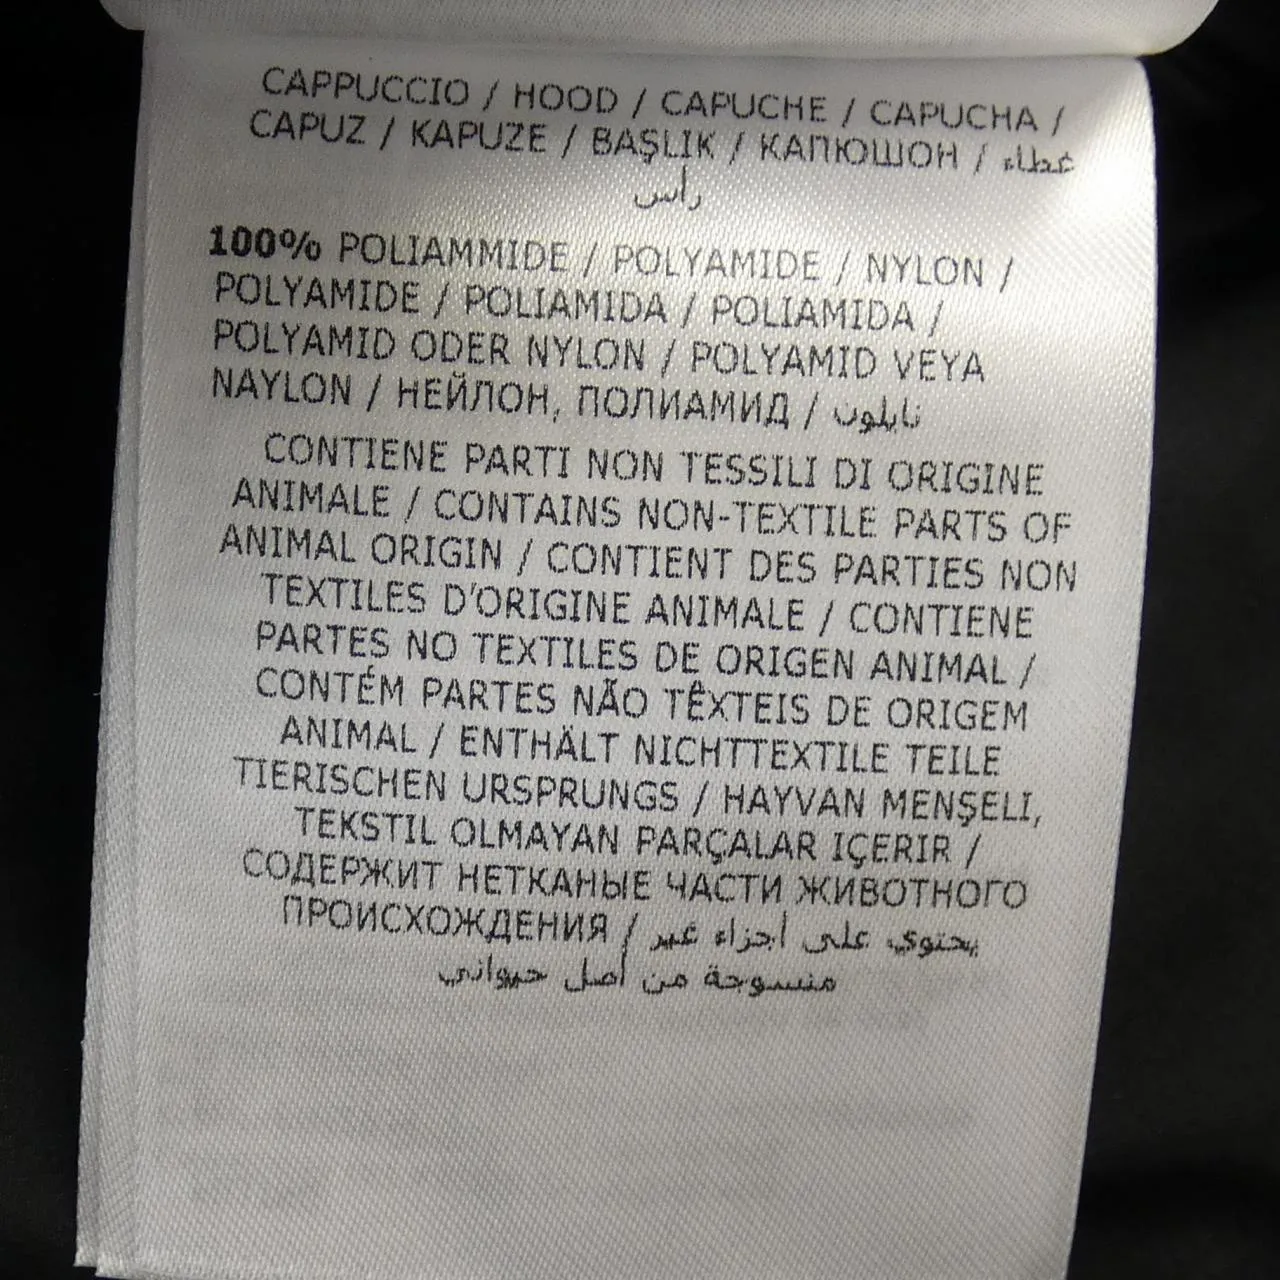 CAPPUCCIO / HOOD / CAPUCHE / CAPUCHA /
CAPUZ / KAPUZE / BAŞLIK / КАПЮШОН / غطاء
رأس
100% POLIAMMIDE / POLYAMIDE / NYLON /
POLYAMIDE / POLIAMIDA / POLIAMIDA /
POLYAMID ODER NYLON / POLYAMID VEYA
NAYLON / НЕЙЛОН, ПОЛИАМИД / نايلون
CONTIENE PARTI NON TESSILI DI ORIGINE
ANIMALE / CONTAINS NON-TEXTILE PARTS OF
ANIMAL ORIGIN / CONTIENT DES PARTIES NON
TEXTILES D'ORIGINE ANIMALE / CONTIENE
PARTES NO TEXTILES DE ORIGEN ANIMAL /
CONTÉM PARTES NÃO TÊXTEIS DE ORIGEM
ANIMAL / ENTHÄLT NICHTTEXTILE TEILE
TIERISCHEN URSPRUNGS / HAYVAN MENŞELI,
TEKSTIL OLMAYAN PARÇALAR IÇERIR /
СОДЕРЖИТ НЕТКАНЫЕ ЧАСТИ ЖИВОТНОГО
ПРОИСХОЖДЕНИЯ / يحتوي على أجزاء غير
منسوجة من أصل حيواني